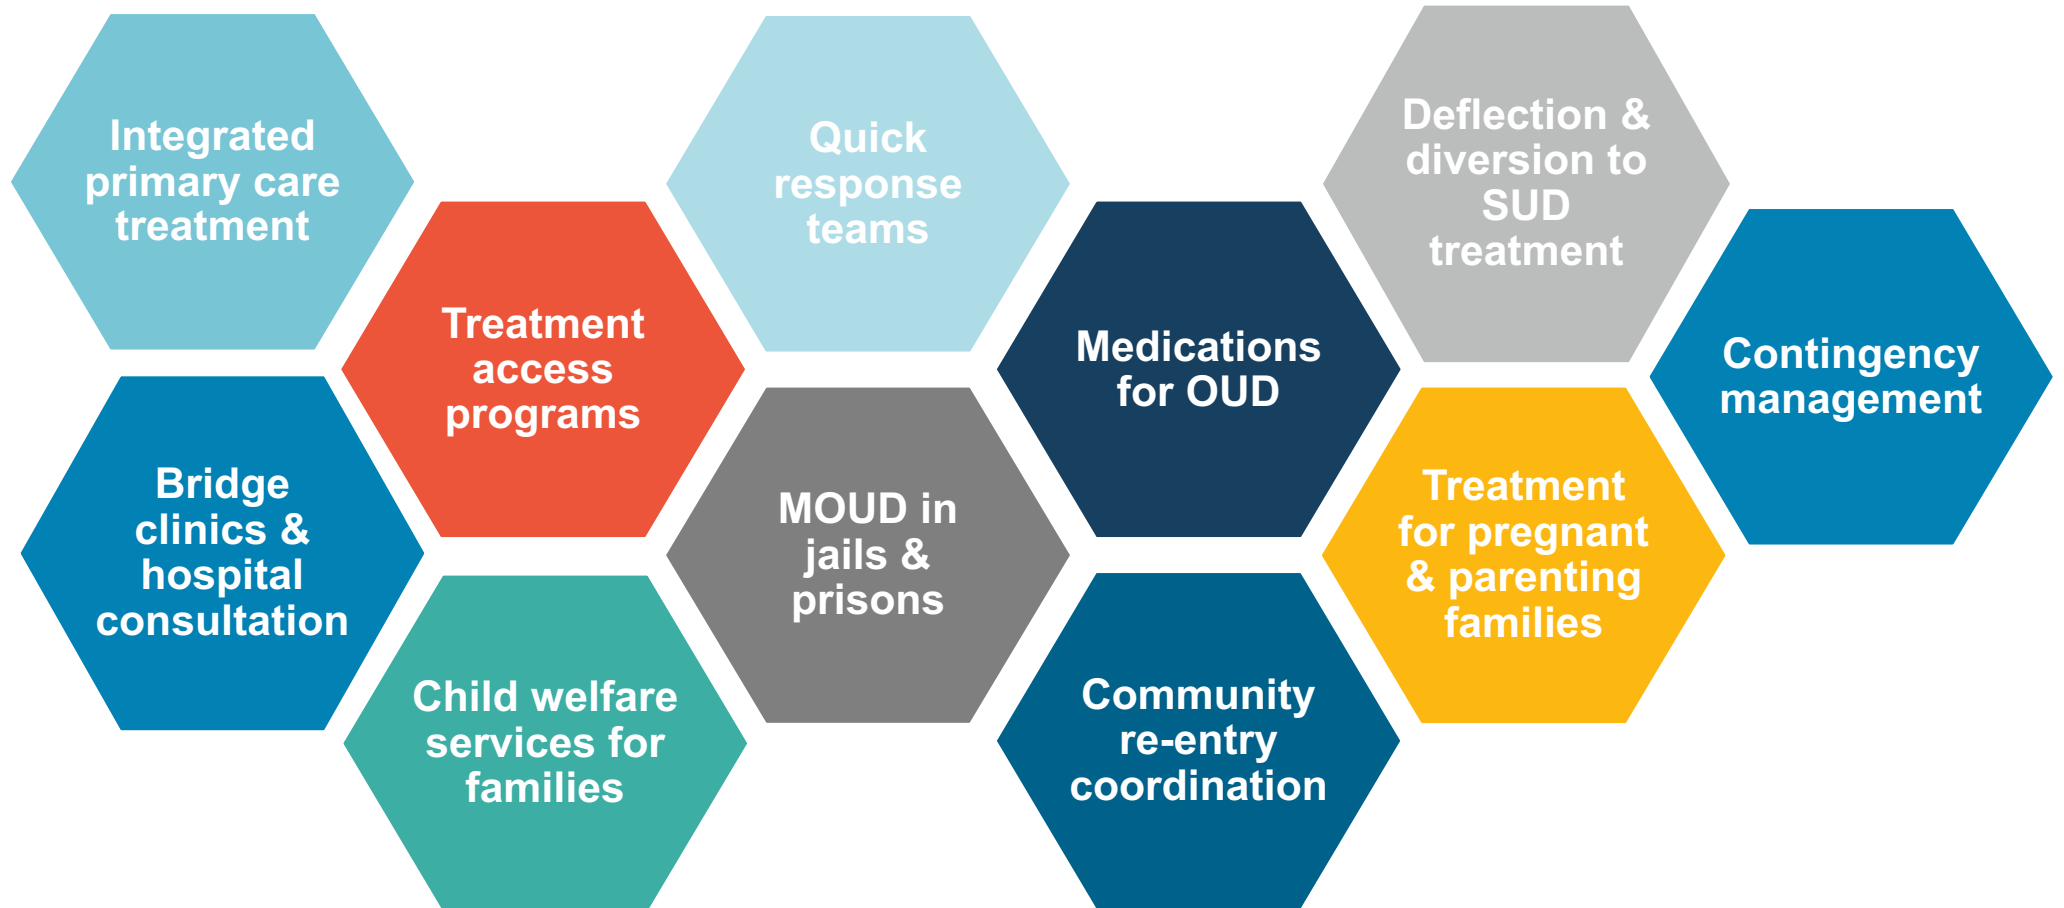 Integrated
primary care
treatment
Quick
response
teams
Deflection &
diversion to
SUD
treatment
Treatment
access
programs
Medications
for OUD
Contingency
management
Bridge
clinics &
hospital
consultation
MOUD in
jails &
prisons
Treatment
for pregnant
& parenting
families
Child welfare
services for
families
Community
re-entry
coordination